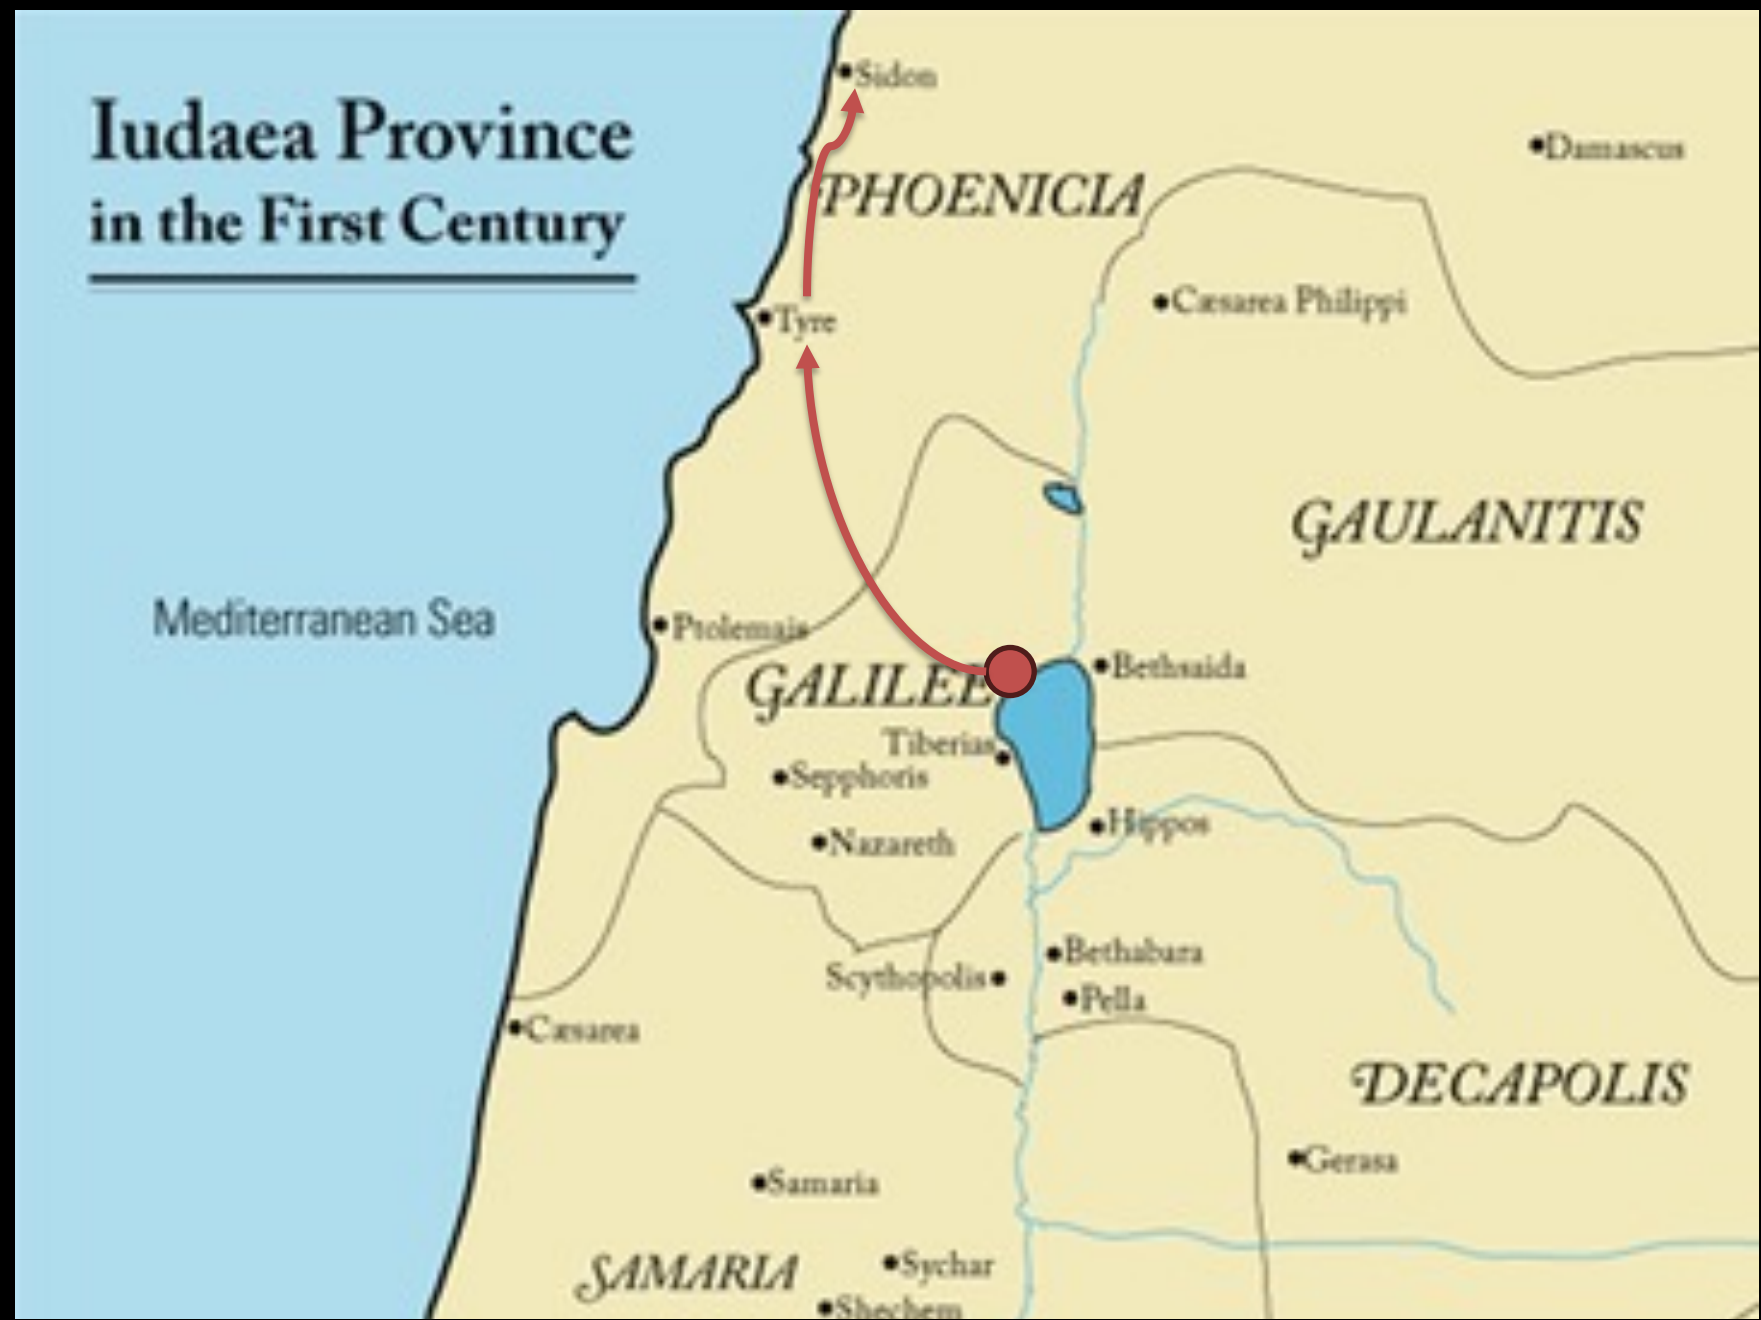 Iudaea Province
in the First Century
Sidon
Damascus
PHOENICIA
Cæsarea Philippi
Tyre
GAULANITIS
Mediterranean Sea
Ptolemais
GALILEE
Bethsaida
Tiberias
Sepphoris
Hippos
Nazareth
Bethabara
Scythopolis
Pella
Cæsarea
DECAPOLIS
Gerasa
Samaria
SAMARIA
Sychar
Shechem